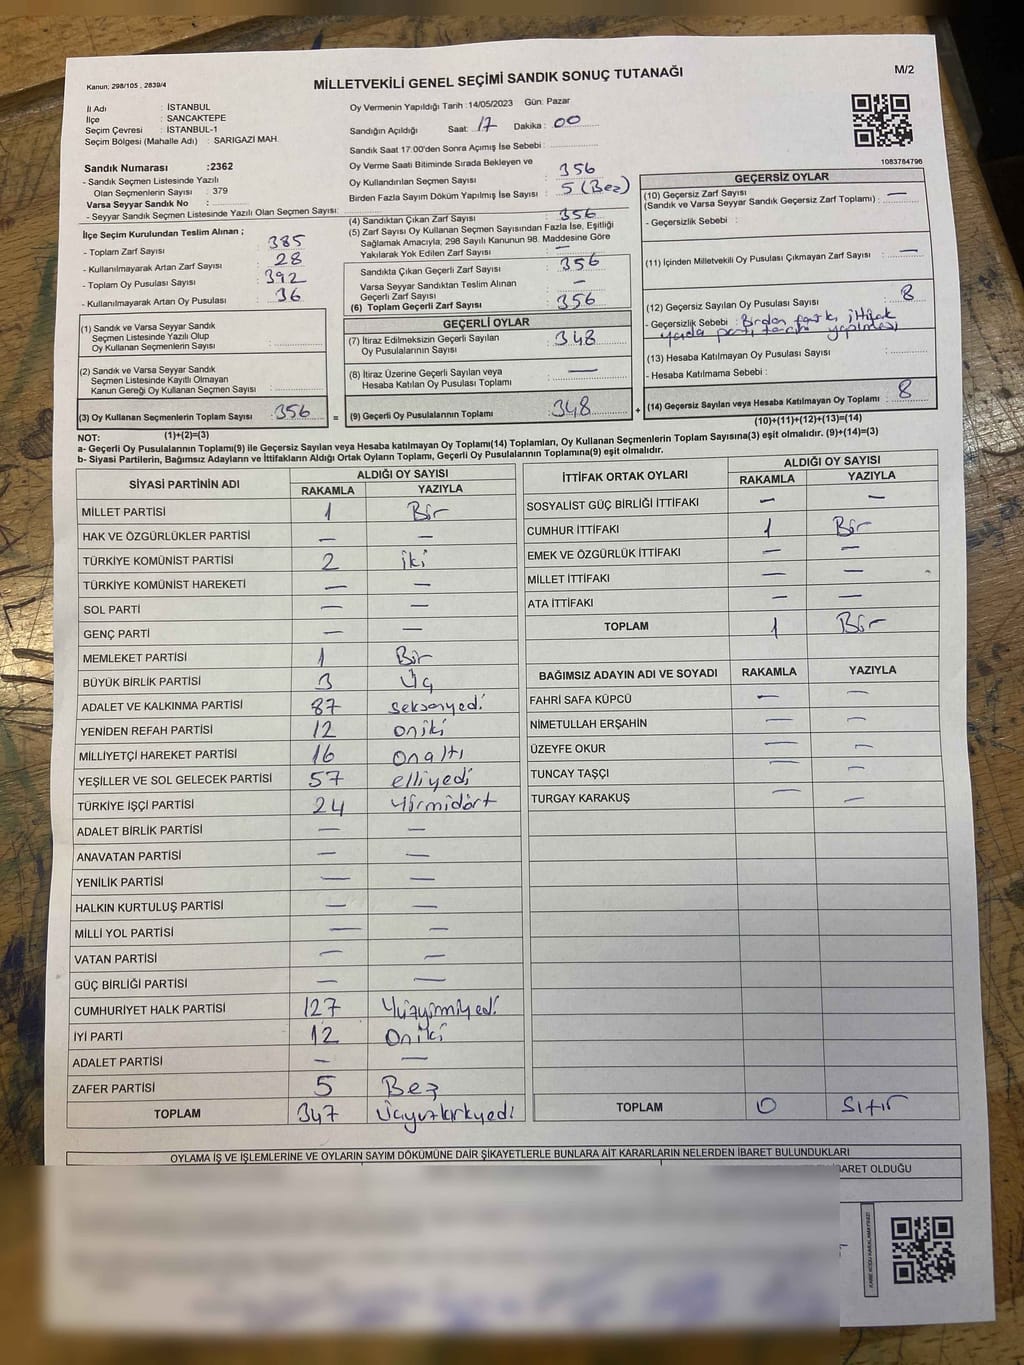 Kanun; 298/105 , 2839/4
MİLLETVEKİLİ GENEL SEÇİMİ SANDIK SONUÇ TUTANAĞI
M/2
İl Adı : İSTANBUL
İlçe : SANCAKTEPE
Seçim Çevresi : İSTANBUL-1
Seçim Bölgesi (Mahalle Adı) : SARIGAZİ MAH.
Sandık Numarası :2362
- Sandık Seçmen Listesinde Yazılı
Olan Seçmenlerin Sayısı : 379
Varsa Seyyar Sandık No :
- Seyyar Sandık Seçmen Listesinde Yazılı Olan Seçmen Sayısı:
İlçe Seçim Kurulundan Teslim Alınan ;
- Toplam Zarf Sayısı : 385
- Kullanılmayarak Artan Zarf Sayısı : 28
- Toplam Oy Pusulası Sayısı : 392
- Kullanılmayarak Artan Oy Pusulası : 36
(1) Sandık ve Varsa Seyyar Sandık
Seçmen Listesinde Yazılı Olup
Oy Kullanan Seçmenlerin Sayısı :
(2) Sandık ve Varsa Seyyar Sandık
Seçmen Listesinde Kayıtlı Olmayan
Kanun Gereği Oy Kullanan Seçmen Sayısı :
(3) Oy Kullanan Seçmenlerin Toplam Sayısı : 356 =
(1)+(2)=(3)
Oy Vermenin Yapıldığı Tarih :14/05/2023 Gün: Pazar
Sandığın Açıldığı Saat: 17 Dakika : 00
Sandık Saat 17.00'den Sonra Açımış İse Sebebi :
Oy Verme Saati Bitiminde Sırada Bekleyen ve
Oy Kullandırılan Seçmen Sayısı : 356
Birden Fazla Sayım Döküm Yapılmış İse Sayısı : 5 (Beş)
(4) Sandıktan Çıkan Zarf Sayısı : 356
(5) Zarf Sayısı Oy Kullanan Seçmen Sayısından Fazla İse, Eşitliği
Sağlamak Amacıyla, 298 Sayılı Kanunun 98. Maddesine Göre
Yakılarak Yok Edilen Zarf Sayısı : —
Sandıkta Çıkan Geçerli Zarf Sayısı : 356
Varsa Seyyar Sandıktan Teslim Alınan
Geçerli Zarf Sayısı : —
(6) Toplam Geçerli Zarf Sayısı : 356
GEÇERLİ OYLAR
(7) İtiraz Edilmeksizin Geçerli Sayılan
Oy Pusulalarının Sayısı : 348
(8) İtiraz Üzerine Geçerli Sayılan veya
Hesaba Katılan Oy Pusulası Toplamı : —
(9) Geçerli Oy Pusulalarının Toplamı : 348 +
1083784796
GEÇERSİZ OYLAR
(10) Geçersiz Zarf Sayısı
(Sandık ve Varsa Seyyar Sandık Geçersiz Zarf Toplamı) : —
- Geçersizlik Sebebi :
(11) İçinden Milletvekili Oy Pusulası Çıkmayan Zarf Sayısı : —
(12) Geçersiz Sayılan Oy Pusulası Sayısı : 8
- Geçersizlik Sebebi : Birden fark, ittifak
yada parti tercihi yapılması
(13) Hesaba Katılmayan Oy Pusulası Sayısı :
- Hesaba Katılmama Sebebi :
(14) Geçersiz Sayılan veya Hesaba Katılmayan Oy Toplamı : 8
(10)+(11)+(12)+(13)=(14)
NOT:
a- Geçerli Oy Pusulalarının Toplamı(9) ile Geçersiz Sayılan veya Hesaba katılmayan Oy Toplamı(14) Toplamları, Oy Kullanan Seçmenlerin Toplam Sayısına(3) eşit olmalıdır. (9)+(14)=(3)
b- Siyasi Partilerin, Bağımsız Adayların ve İttifakların Aldığı Ortak Oyların Toplamı, Geçerli Oy Pusulalarının Toplamına(9) eşit olmalıdır.
SİYASİ PARTİNİN ADI ALDIĞI OY SAYISI
RAKAMLA YAZIYLA
MİLLET PARTİSİ 1 Bir
HAK VE ÖZGÜRLÜKLER PARTİSİ — —
TÜRKİYE KOMÜNİST PARTİSİ 2 iki
TÜRKİYE KOMÜNİST HAREKETİ — —
SOL PARTİ — —
GENÇ PARTİ — —
MEMLEKET PARTİSİ 1 Bir
BÜYÜK BİRLİK PARTİSİ 3 Üç
ADALET VE KALKINMA PARTİSİ 87 seksenyedi
YENİDEN REFAH PARTİSİ 12 oniki
MİLLİYETÇİ HAREKET PARTİSİ 16 onaltı
YEŞİLLER VE SOL GELECEK PARTİSİ 57 elliyedi
TÜRKİYE İŞÇİ PARTİSİ 24 Yirmidört
ADALET BİRLİK PARTİSİ — —
ANAVATAN PARTİSİ — —
YENİLİK PARTİSİ — —
HALKIN KURTULUŞ PARTİSİ — —
MİLLİ YOL PARTİSİ — —
VATAN PARTİSİ — —
GÜÇ BİRLİĞİ PARTİSİ — —
CUMHURİYET HALK PARTİSİ 127 Yüzyirmiyedi
İYİ PARTİ 12 Oniki
ADALET PARTİSİ — —
ZAFER PARTİSİ 5 Beş
TOPLAM 347 Üçyüzkırkyedi
İTTİFAK ORTAK OYLARI ALDIĞI OY SAYISI
RAKAMLA YAZIYLA
SOSYALİST GÜÇ BİRLİĞİ İTTİFAKI — —
CUMHUR İTTİFAKI 1 Bir
EMEK VE ÖZGÜRLÜK İTTİFAKI — —
MİLLET İTTİFAKI — —
ATA İTTİFAKI — —
TOPLAM 1 Bir
BAĞIMSIZ ADAYIN ADI VE SOYADI RAKAMLA YAZIYLA
FAHRİ SAFA KÜPCÜ — —
NİMETULLAH ERŞAHİN — —
ÜZEYFE OKUR — —
TUNCAY TAŞÇI — —
TURGAY KARAKUŞ — —
TOPLAM 0 Sıfır
OYLAMA İŞ VE İŞLEMLERİNE VE OYLARIN SAYIM DÖKÜMÜNE DAİR ŞİKAYETLERLE BUNLARA AİT KARARLARIN NELERDEN İBARET BULUNDUKLARI
İBARET OLDUĞU